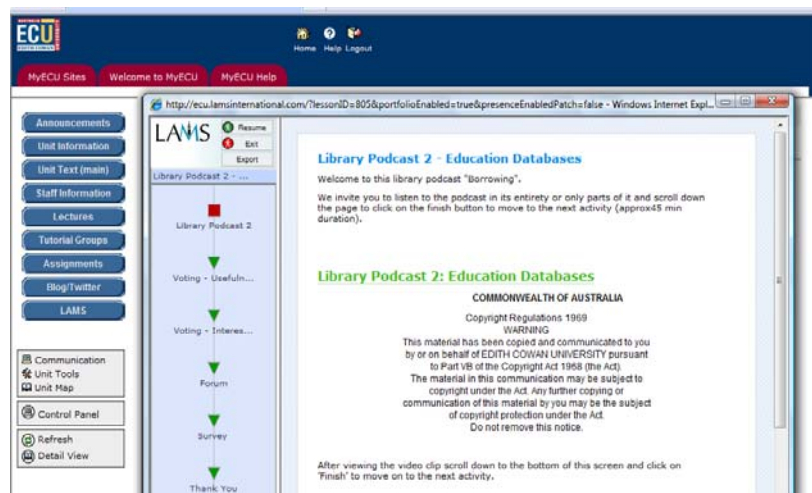 ECU
Home Help Logout
MyECU Sites Welcome to MyECU MyECU Help
Announcements
Unit Information
Unit Text (main)
Staff Information
Lectures
Tutorial Groups
Assignments
Blog/Twitter
LAMS
Communication
Unit Tools
Unit Map
Control Panel
Refresh
Detail View
http://ecu.lamsinternational.com/?lessonID=805&portfolioEnabled=true&presenceEnabledPatch=false - Windows Internet Expl...
LAMS
Resume
Exit
Export
Library Podcast 2 - ...
Library Podcast 2
Voting - Usefuln...
Voting - Interes...
Forum
Survey
Thank You
Library Podcast 2 - Education Databases
Welcome to this library podcast "Borrowing".
We invite you to listen to the podcast in its entirety or only parts of it and scroll down
the page to click on the finish button to move to the next activity (approx45 min
duration).
Library Podcast 2: Education Databases
COMMONWEALTH OF AUSTRALIA
Copyright Regulations 1969
WARNING
This material has been copied and communicated to you
by or on behalf of EDITH COWAN UNIVERSITY pursuant
to Part VB of the Copyright Act 1968 (the Act).
The material in this communication may be subject to
copyright under the Act. Any further copying or
communication of this material by you may be the subject
of copyright protection under the Act.
Do not remove this notice.
After viewing the video clip scroll down to the bottom of this screen and click on
'Finish' to move on to the next activity.